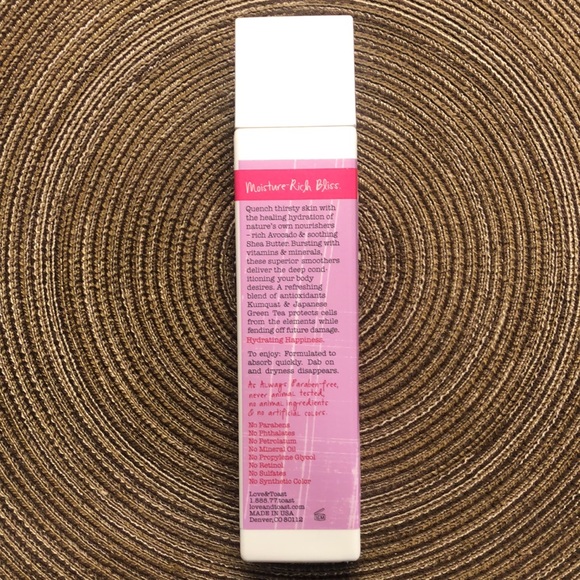 Moisture-Rich Bliss.
Quench thirsty skin with
the healing hydration of
nature's own nourishers
- rich Avocado & soothing
Shea Butter. Bursting with
vitamins & minerals,
these superior smoothers
deliver the deep cond-
itioning your body
desires. A refreshing
blend of antioxidants
Kumquat & Japanese
Green Tea protects cells
from the elements while
fending off future damage.
Hydrating Happiness.
To enjoy: Formulated to
absorb quickly. Dab on
and dryness disappears.
As Always Paraben-free,
never animal tested,
no animal ingredients
& no artificial colors.
No Parabens
No Phthalates
No Petrolatum
No Mineral Oil
No Propylene Glycol
No Retinol
No Sulfates
No Synthetic Color
Love&Toast
1.888.77.toast
loveandtoast.com
MADE IN USA
Denver, CO 80112